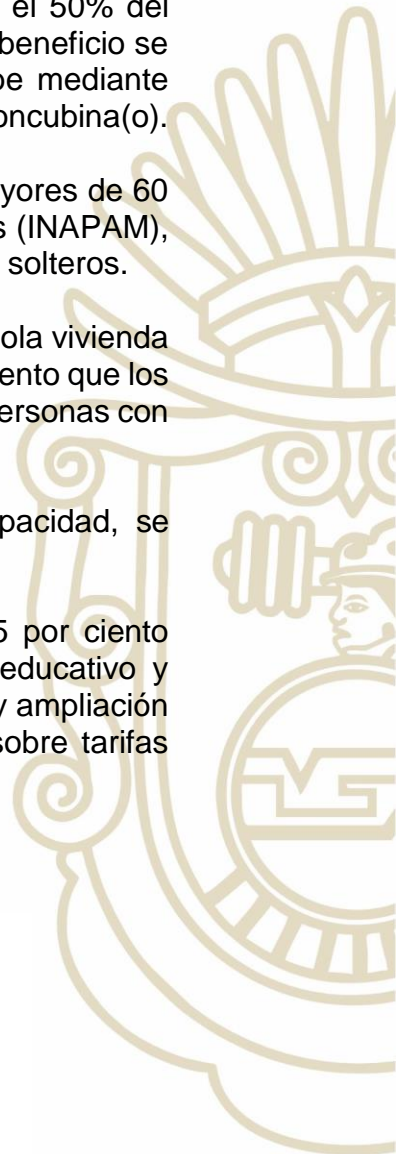 el 50% del
beneficio se
mediante
oncubina(o).
yores de 60
s (INAPAM),
solteros.
ola vivienda
ento que los
ersonas con
pacidad, se
5 por ciento
educativo y
y ampliación
sobre tarifas